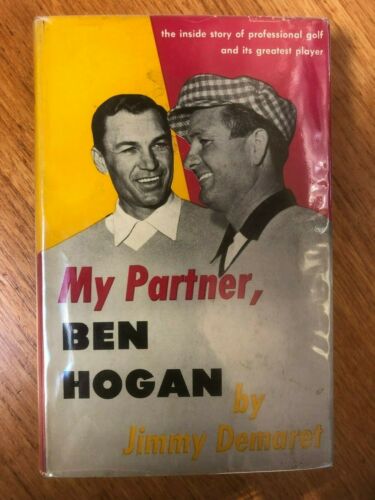 the inside story of professional golf
and its greatest player
My Partner,
BEN
HOGAN
by
Jimmy Demaret